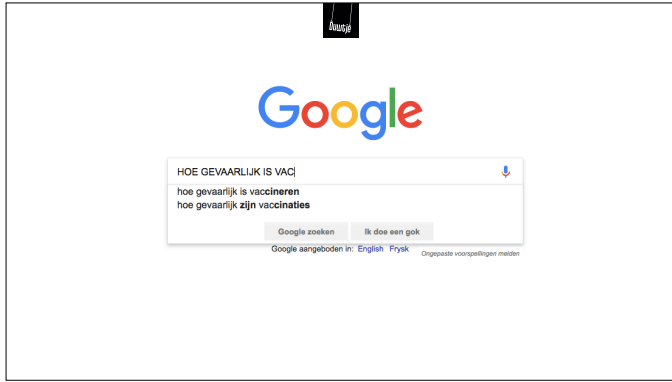 Duwtje
Google
HOE GEVAARLIJK IS VAC
hoe gevaarlijk is vaccineren
hoe gevaarlijk zijn vaccinaties
Google zoeken Ik doe een gok
Google aangeboden in: English Frysk
Ongepaste voorspellingen melden